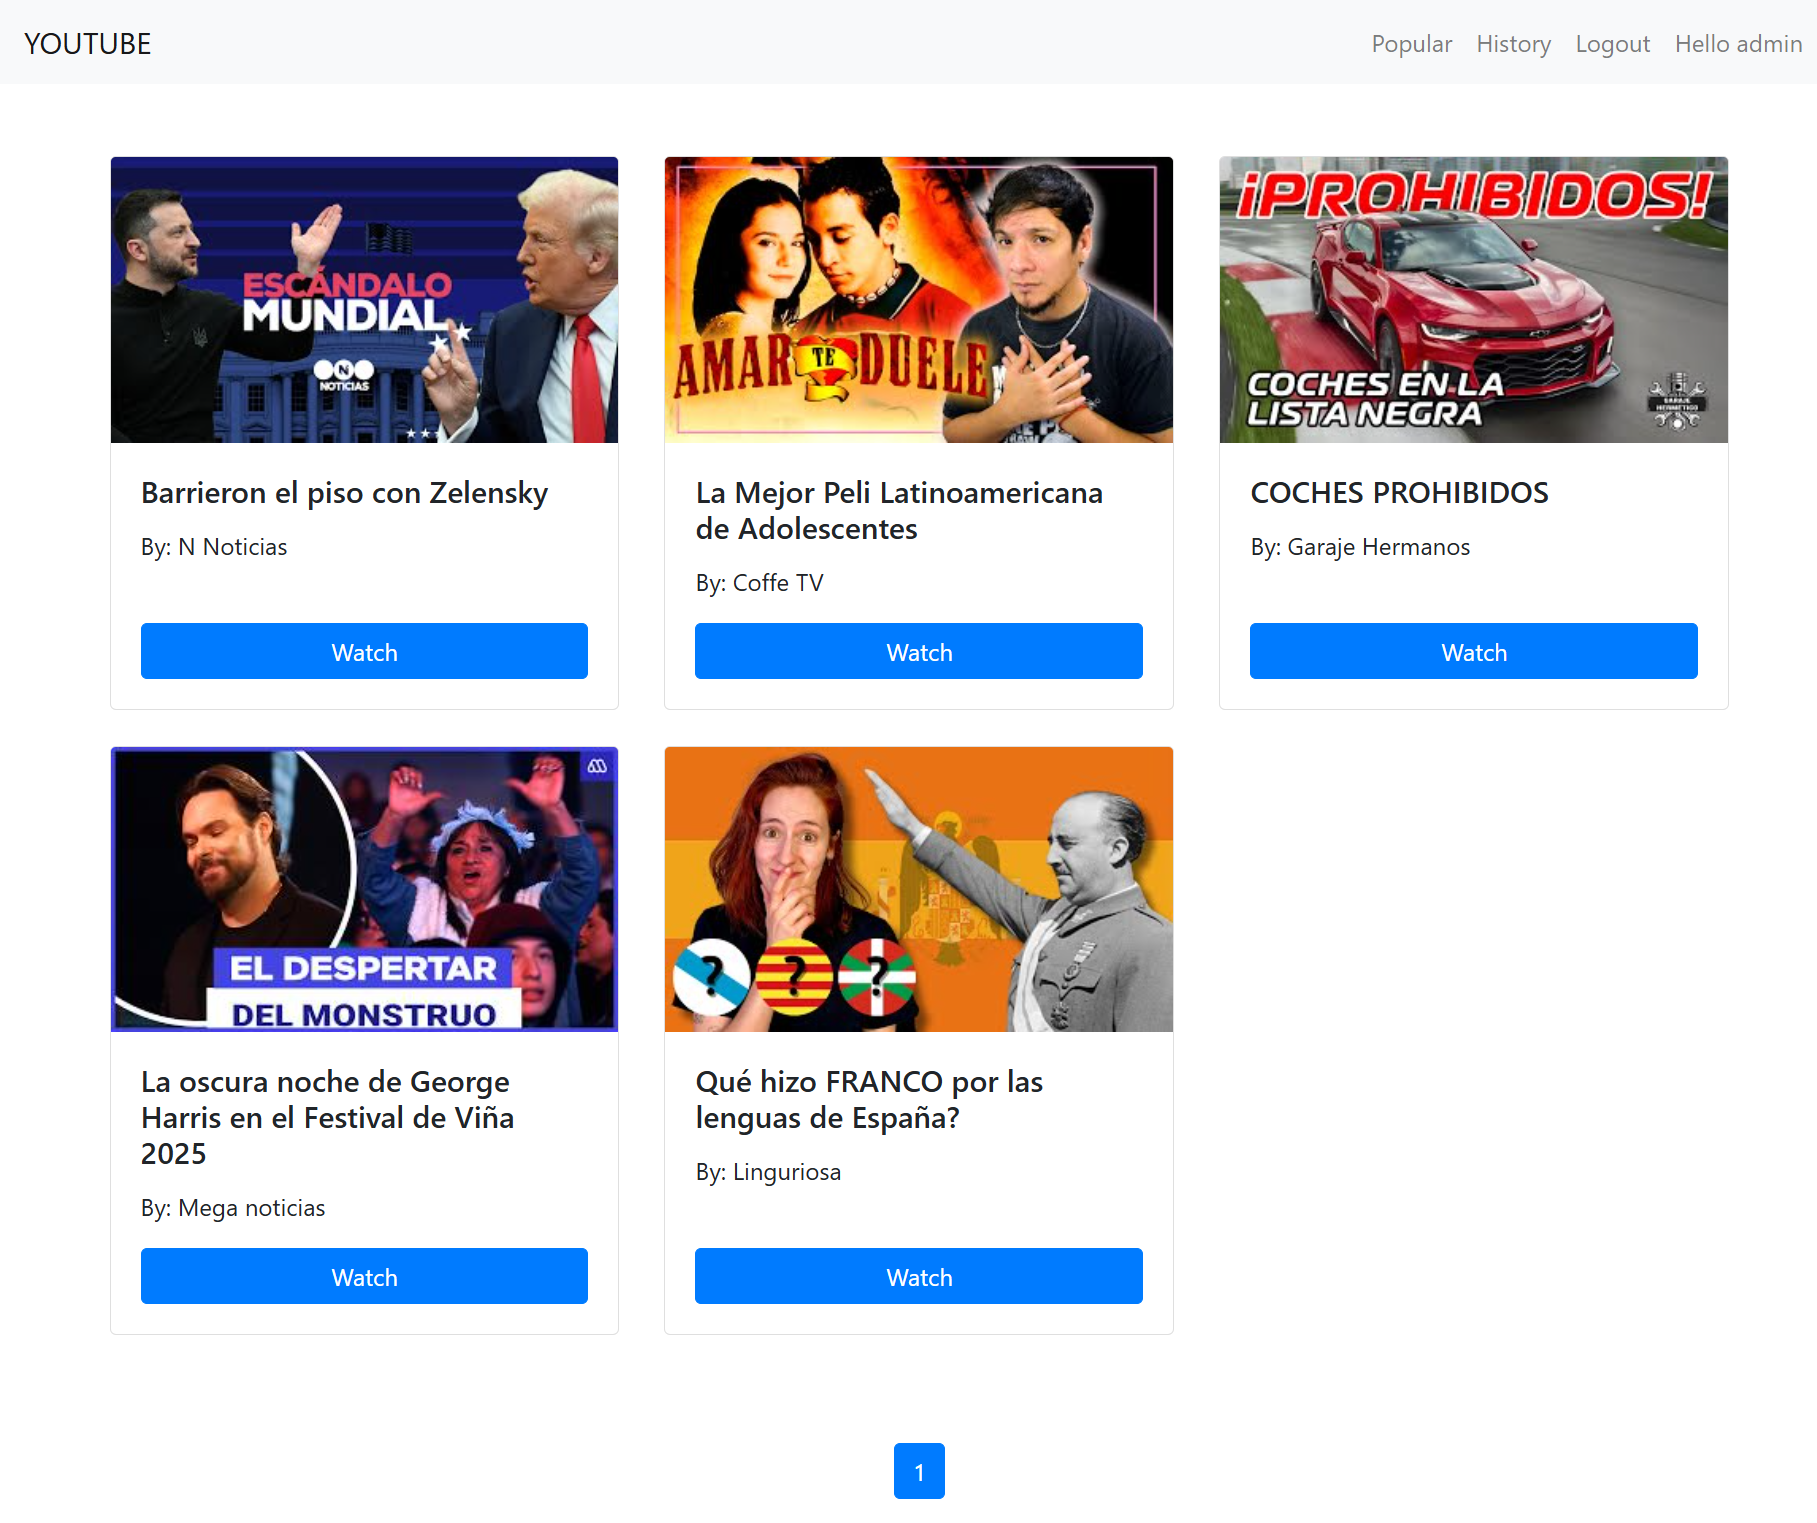 YOUTUBE
Popular History Logout Hello admin
ESCÁNDALO
MUNDIAL
N
NOTICIAS
Barrieron el piso con Zelensky
By: N Noticias
Watch
AMAR TE DUELE
La Mejor Peli Latinoamericana
de Adolescentes
By: Coffe TV
Watch
¡PROHIBIDOS!
COCHES EN LA
LISTA NEGRA
GARAJE
HERMÉTICO
COCHES PROHIBIDOS
By: Garaje Hermanos
Watch
EL DESPERTAR
DEL MONSTRUO
La oscura noche de George
Harris en el Festival de Viña
2025
By: Mega noticias
Watch
? ? ?
Qué hizo FRANCO por las
lenguas de España?
By: Linguriosa
Watch
1